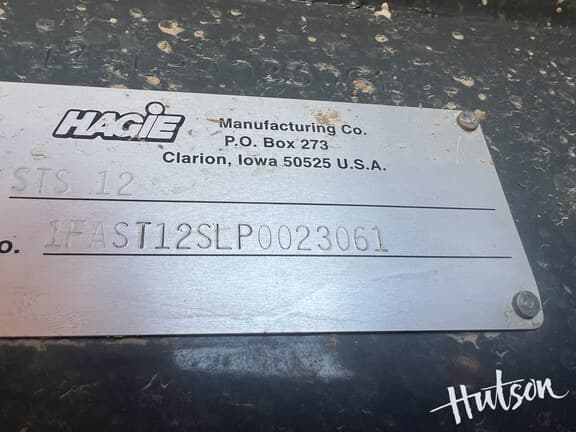 HAGIE
Manufacturing Co.
P.O. Box 273
Clarion, Iowa 50525 U.S.A.
STS 12
o. 1FAST12SLP0023061
Hutson